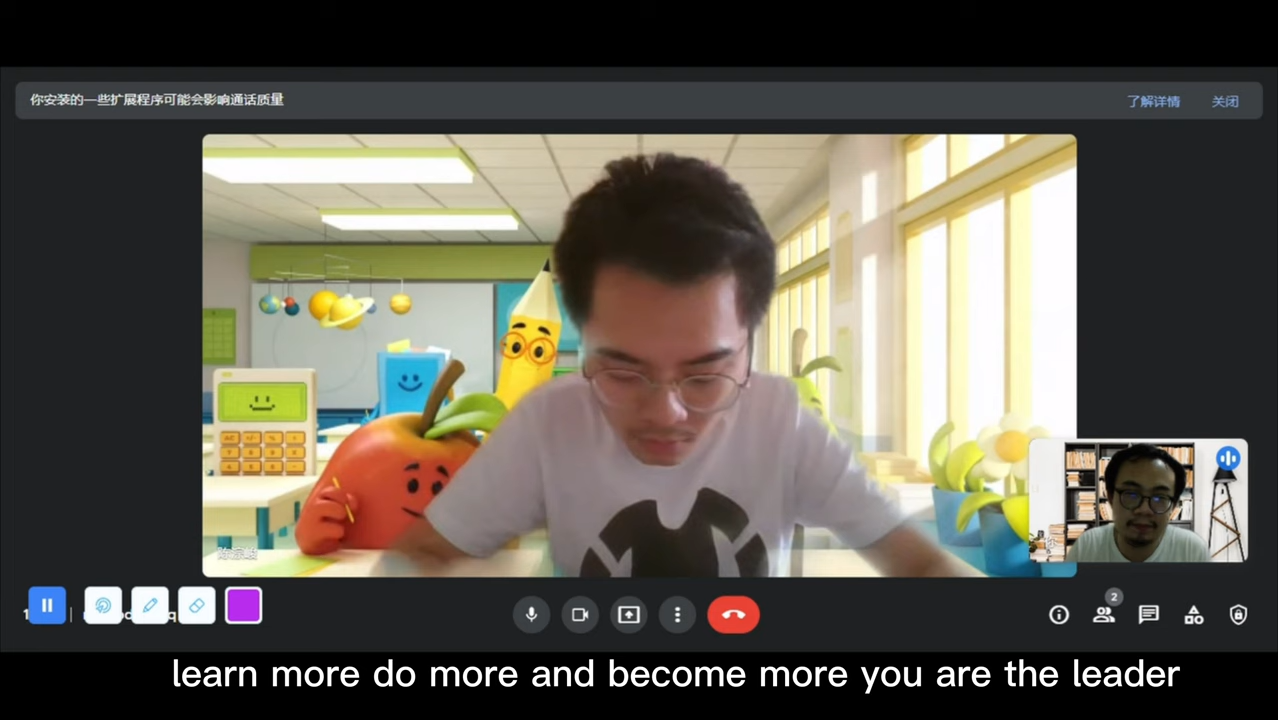 你安装的一些扩展程序可能会影响通话质量
了解详情
关闭
2
learn more do more and become more you are the leader